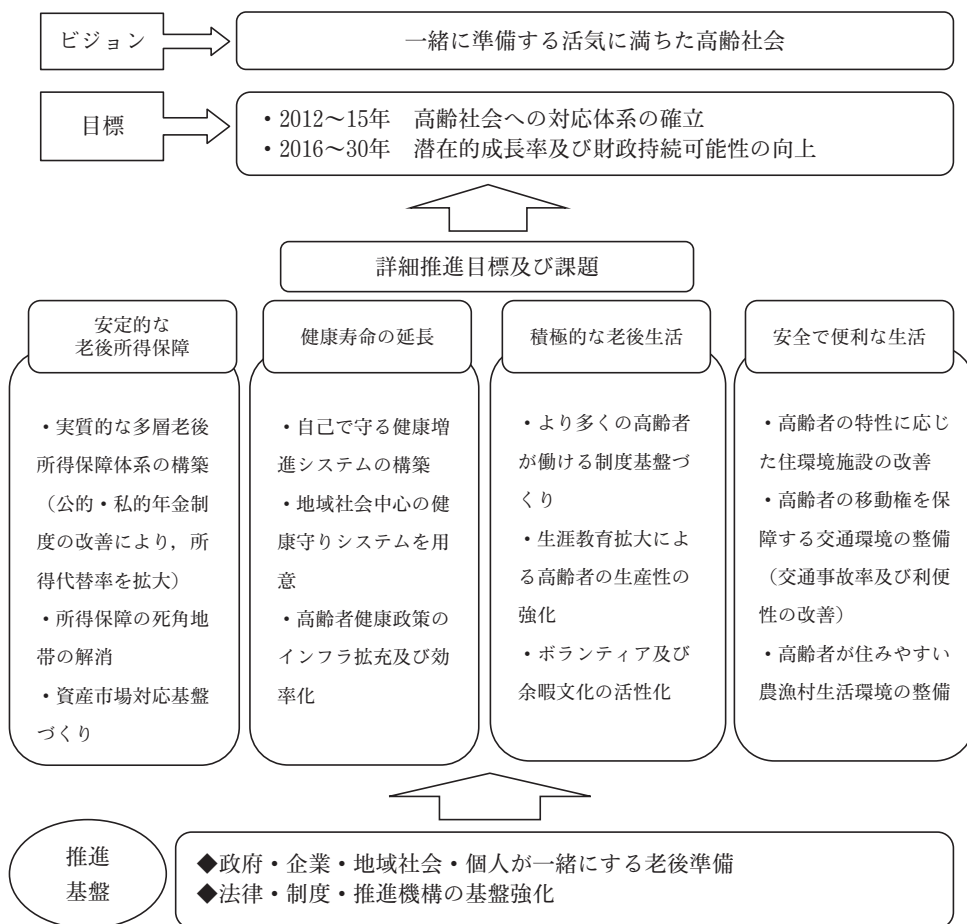 ビジョン
一緒に準備する活気に満ちた高齢社会
目標
・2012～15年　高齢社会への対応体系の確立
・2016～30年　潜在的成長率及び財政持続可能性の向上
詳細推進目標及び課題
安定的な
老後所得保障
・実質的な多層老後
所得保障体系の構築
（公的・私的年金制
度の改善により，所
得代替率を拡大）
・所得保障の死角地
帯の解消
・資産市場対応基盤
づくり
健康寿命の延長
・自己で守る健康増
進システムの構築
・地域社会中心の健
康守りシステムを用
意
・高齢者健康政策の
インフラ拡充及び効
率化
積極的な老後生活
・より多くの高齢者
が働ける制度基盤づ
くり
・生涯教育拡大によ
る高齢者の生産性の
強化
・ボランティア及び
余暇文化の活性化
安全で便利な生活
・高齢者の特性に応じ
た住環境施設の改善
・高齢者の移動権を保
障する交通環境の整備
（交通事故率及び利便
性の改善）
・高齢者が住みやすい
農漁村生活環境の整備
推進
基盤
◆政府・企業・地域社会・個人が一緒にする老後準備
◆法律・制度・推進機構の基盤強化